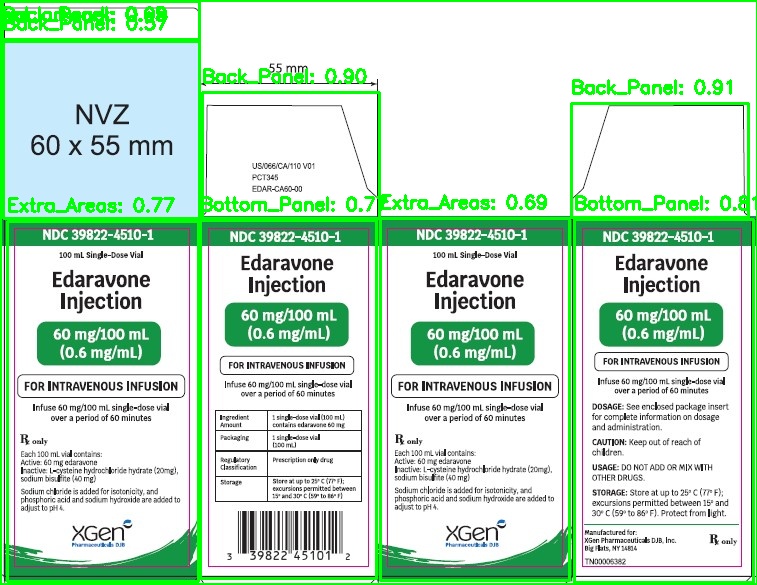 Back_Panel: 0.57
55 mm
Back_Panel: 0.90
Back_Panel: 0.91
NVZ
60 x 55 mm
US/066/CA/110 V01
PCT345
EDAR-CA60-00
Extra_Areas: 0.77
Bottom_Panel: 0.7
Extra_Areas: 0.69
Bottom_Panel: 0.81
NDC 39822-4510-1
100 mL Single-Dose Vial
Edaravone
Injection
60 mg/100 mL
(0.6 mg/mL)
FOR INTRAVENOUS INFUSION
Infuse 60 mg/100 mL single-dose vial
over a period of 60 minutes
Rx only
Each 100 mL vial contains:
Active: 60 mg edaravone
Inactive: L-cysteine hydrochloride hydrate (20mg),
sodium bisulfite (40 mg)
Sodium chloride is added for isotonicity, and
phosphoric acid and sodium hydroxide are added to
adjust to pH 4.
XGen
Pharmaceuticals DJB
NDC 39822-4510-1
Edaravone
Injection
60 mg/100 mL
(0.6 mg/mL)
FOR INTRAVENOUS INFUSION
Infuse 60 mg/100 mL single-dose vial
over a period of 60 minutes
Ingredient Amount 1 single-dose vial (100 mL) contains edaravone 60 mg
Packaging 1 single-dose vial (100 mL)
Regulatory Classification Prescription only drug
Storage Store at up to 25º C (77º F); excursions permitted between 15º and 30º C (59º to 86º F)
3 39822 45101 2
NDC 39822-4510-1
100 mL Single-Dose Vial
Edaravone
Injection
60 mg/100 mL
(0.6 mg/mL)
FOR INTRAVENOUS INFUSION
Infuse 60 mg/100 mL single-dose vial
over a period of 60 minutes
Rx only
Each 100 mL vial contains:
Active: 60 mg edaravone
Inactive: L-cysteine hydrochloride hydrate (20mg),
sodium bisulfite (40 mg)
Sodium chloride is added for isotonicity, and
phosphoric acid and sodium hydroxide are added to
adjust to pH 4.
XGen
Pharmaceuticals DJB
NDC 39822-4510-1
Edaravone
Injection
60 mg/100 mL
(0.6 mg/mL)
FOR INTRAVENOUS INFUSION
Infuse 60 mg/100 mL single-dose vial
over a period of 60 minutes
DOSAGE: See enclosed package insert
for complete information on dosage
and administration.
CAUTION: Keep out of reach of
children.
USAGE: DO NOT ADD OR MIX WITH
OTHER DRUGS.
STORAGE: Store at up to 25º C (77º F);
excursions permitted between 15º and
30º C (59º to 86º F). Protect from light.
Manufactured for:
XGen Pharmaceuticals DJB, Inc.
Big Flats, NY 14814
Rx only
TN00006382